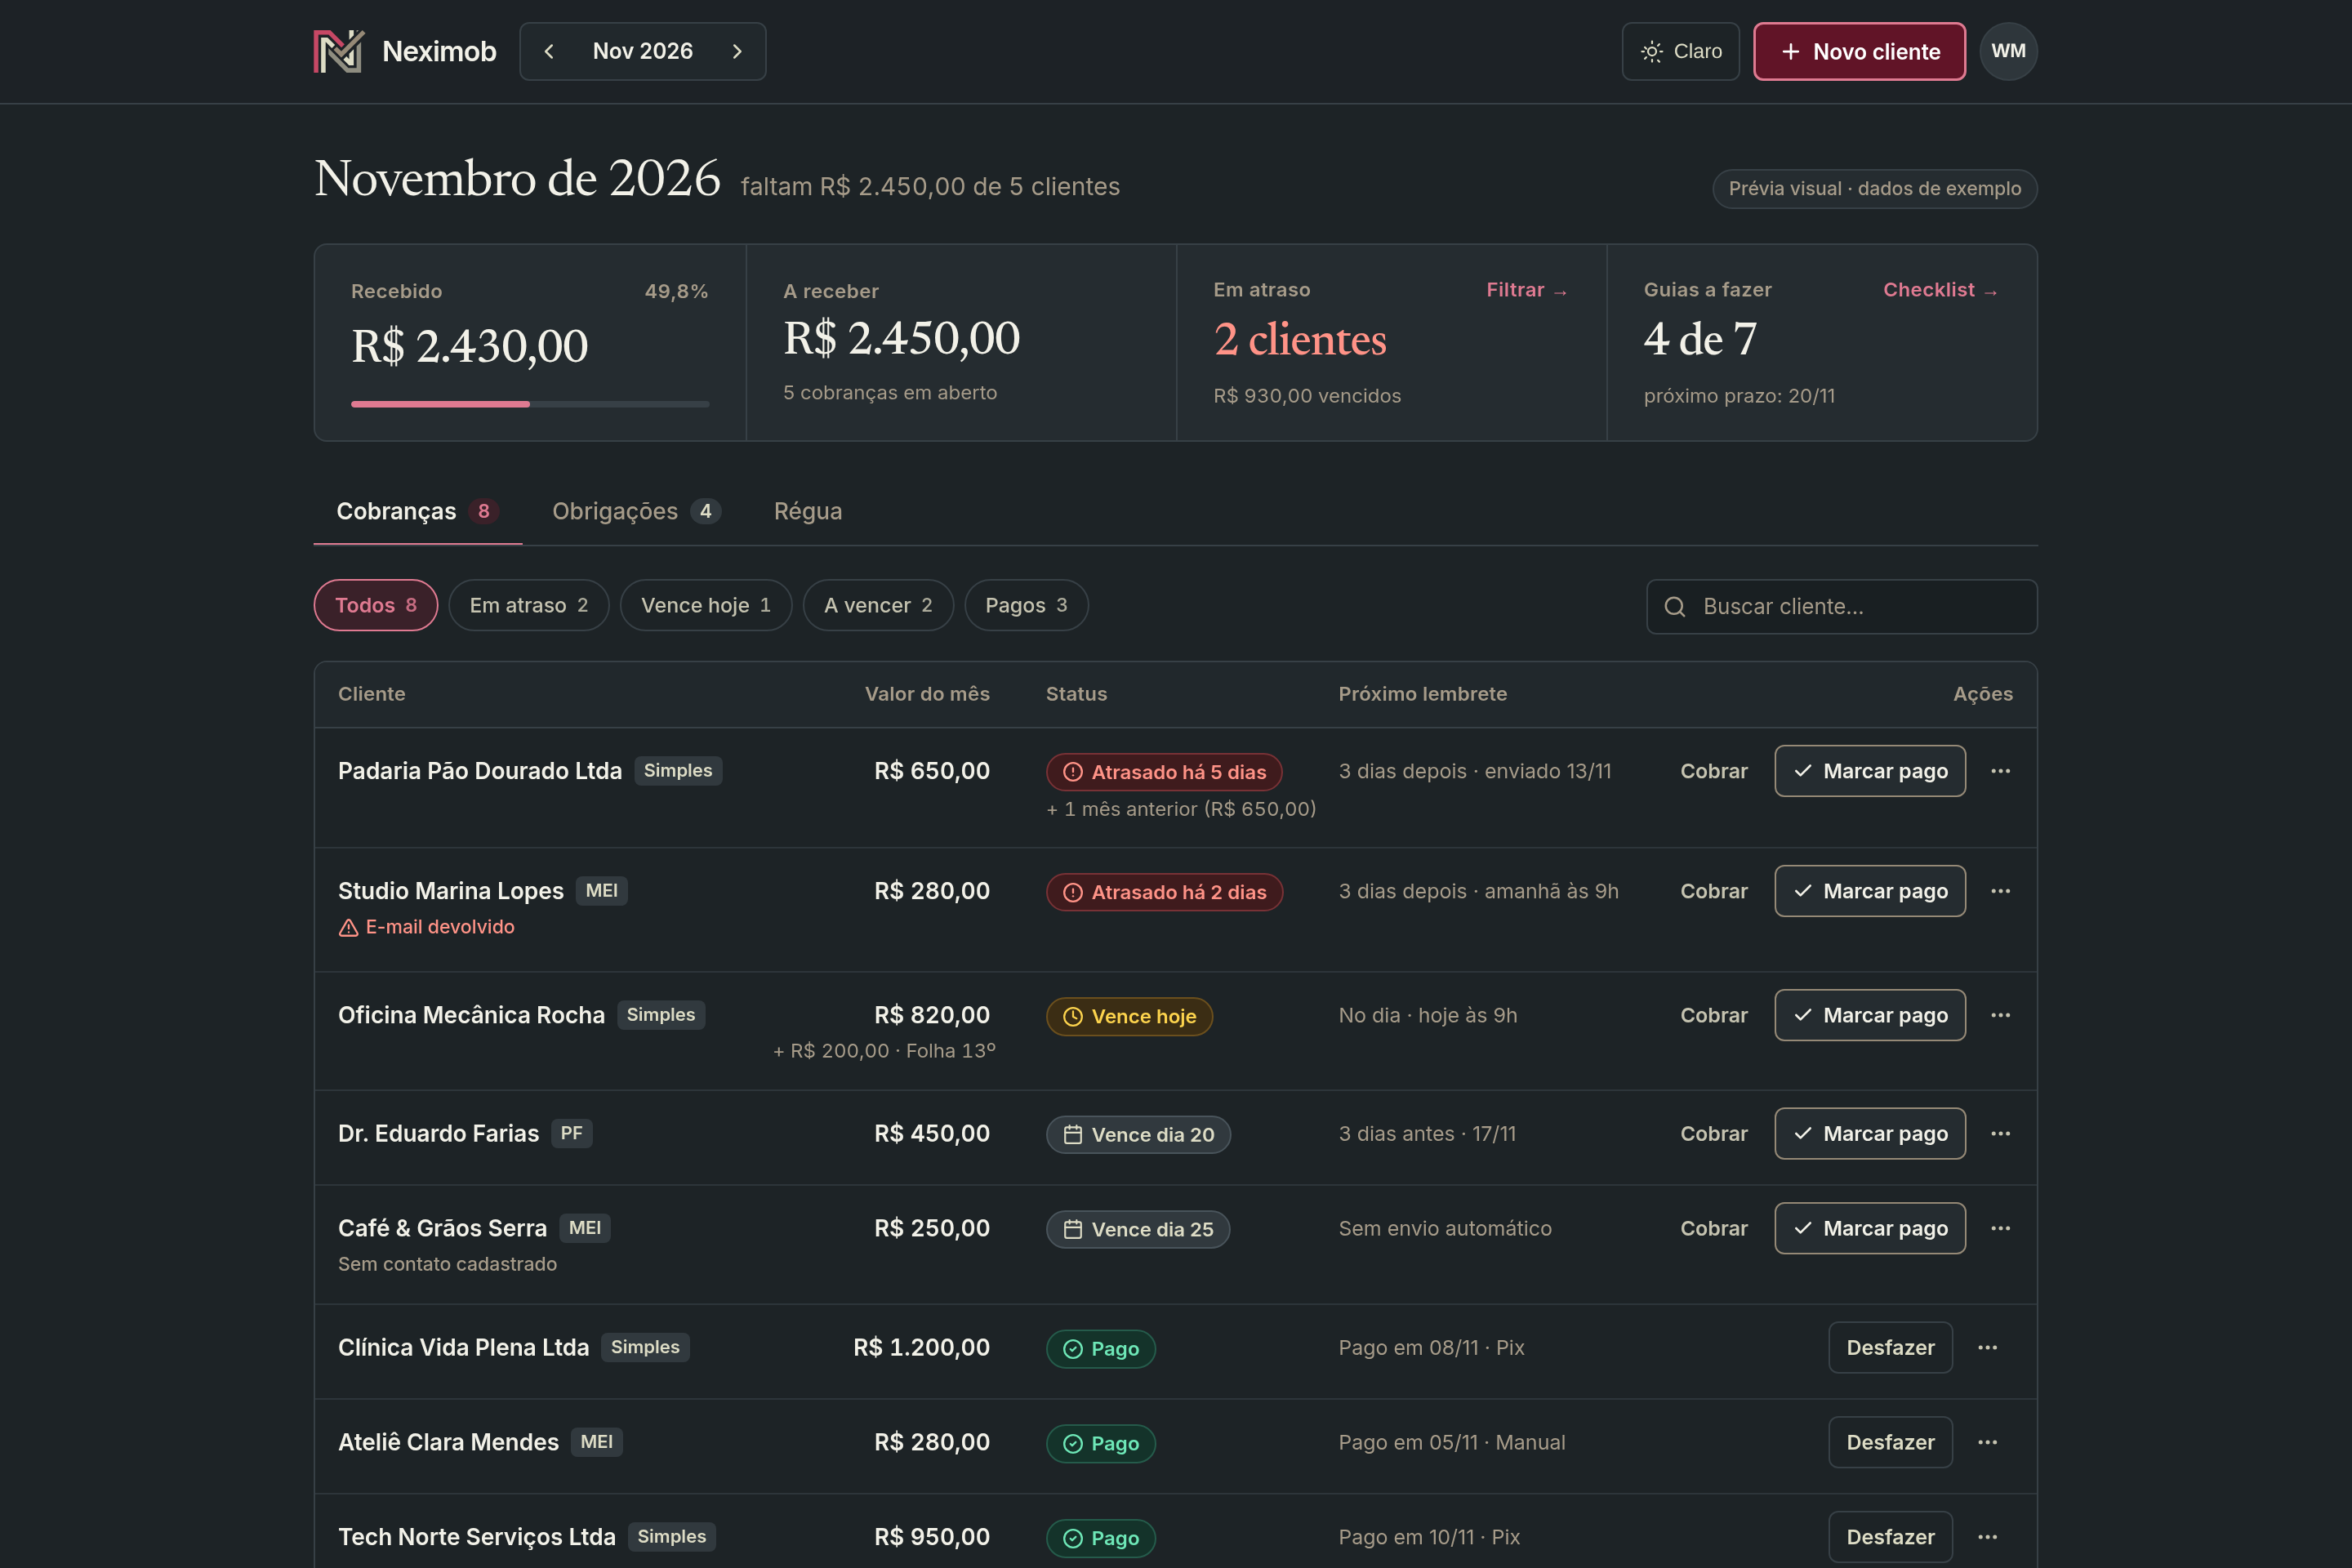 Neximob
Nov 2026
Claro
+ Novo cliente
WM
Novembro de 2026 faltam R$ 2.450,00 de 5 clientes
Prévia visual · dados de exemplo
Recebido 49,8%
R$ 2.430,00
A receber
R$ 2.450,00
5 cobranças em aberto
Em atraso Filtrar →
2 clientes
R$ 930,00 vencidos
Guias a fazer Checklist →
4 de 7
próximo prazo: 20/11
Cobranças 8 Obrigações 4 Régua
Todos 8 Em atraso 2 Vence hoje 1 A vencer 2 Pagos 3
Buscar cliente...
Cliente Valor do mês Status Próximo lembrete Ações
Padaria Pão Dourado Ltda Simples R$ 650,00 Atrasado há 5 dias 3 dias depois · enviado 13/11 Cobrar Marcar pago
+ 1 mês anterior (R$ 650,00)
Studio Marina Lopes MEI R$ 280,00 Atrasado há 2 dias 3 dias depois · amanhã às 9h Cobrar Marcar pago
E-mail devolvido
Oficina Mecânica Rocha Simples R$ 820,00 Vence hoje No dia · hoje às 9h Cobrar Marcar pago
+ R$ 200,00 · Folha 13º
Dr. Eduardo Farias PF R$ 450,00 Vence dia 20 3 dias antes · 17/11 Cobrar Marcar pago
Café & Grãos Serra MEI R$ 250,00 Vence dia 25 Sem envio automático Cobrar Marcar pago
Sem contato cadastrado
Clínica Vida Plena Ltda Simples R$ 1.200,00 Pago Pago em 08/11 · Pix Desfazer
Ateliê Clara Mendes MEI R$ 280,00 Pago Pago em 05/11 · Manual Desfazer
Tech Norte Serviços Ltda Simples R$ 950,00 Pago Pago em 10/11 · Pix Desfazer